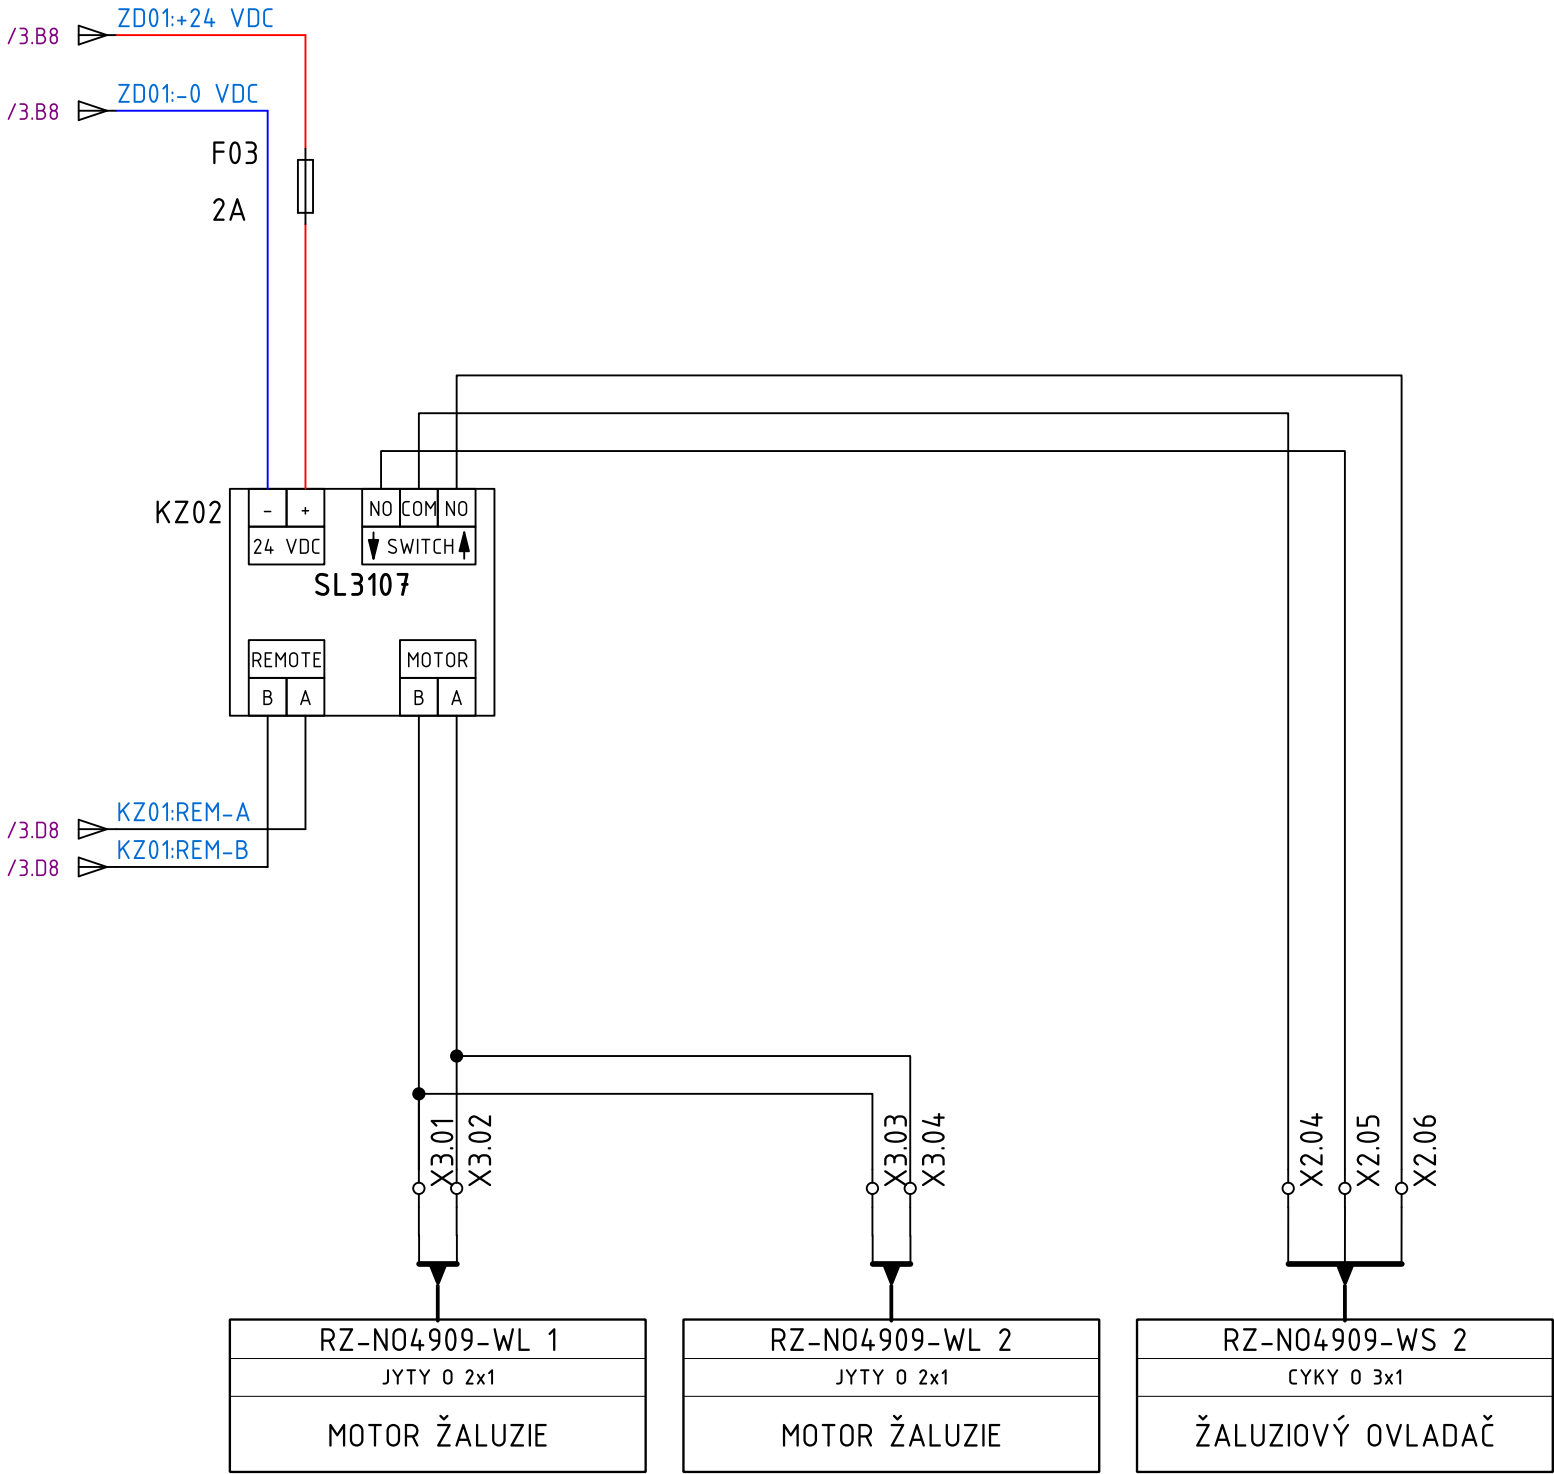 ZD01:+24 VDC
/3.B8
ZD01:-0 VDC
/3.B8
F03
2A
KZ02
- + NO COM NO
24 VDC SWITCH
SL3107
REMOTE MOTOR
B A B A
KZ01:REM-A
/3.D8
KZ01:REM-B
/3.D8
X3.01 X3.02 X3.03 X3.04 X2.04 X2.05 X2.06
RZ-NO4909-WL 1
JYTY O 2x1
MOTOR ŽALUZIE
RZ-NO4909-WL 2
JYTY O 2x1
MOTOR ŽALUZIE
RZ-NO4909-WS 2
CYKY O 3x1
ŽALUZIOVÝ OVLADAČ